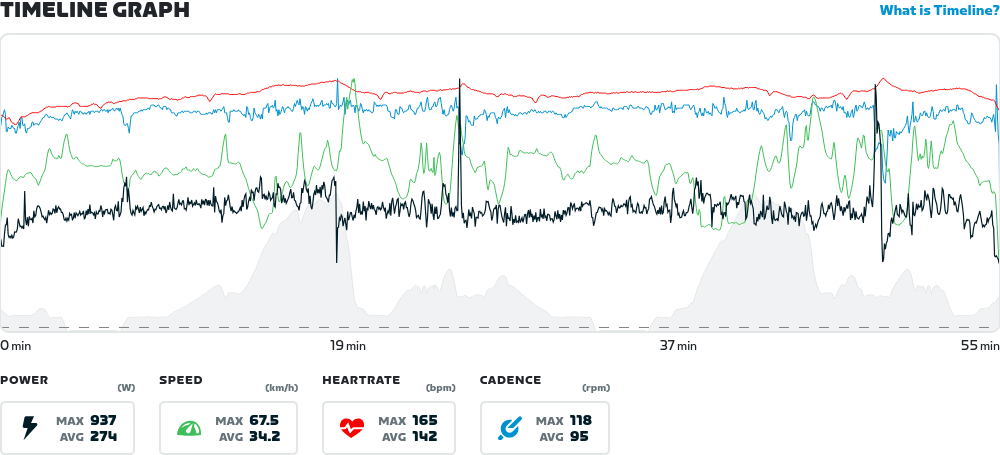 TIMELINE GRAPH
What is Timeline?
0 min 19 min 37 min 55 min
POWER (W)
MAX 937
AVG 274
SPEED (km/h)
MAX 67.5
AVG 34.2
HEARTRATE (bpm)
MAX 165
AVG 142
CADENCE (rpm)
MAX 118
AVG 95